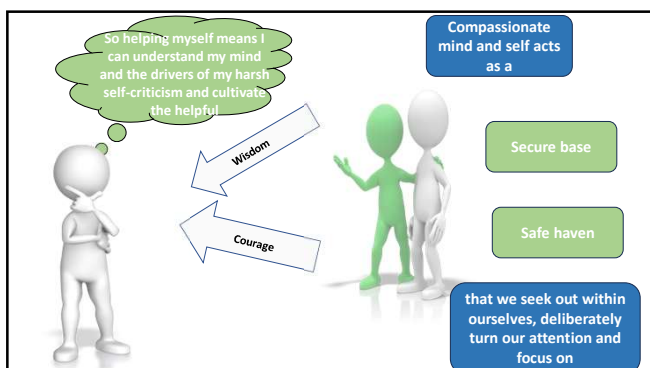 So helping myself means I
can understand my mind
and the drivers of my harsh
self-criticism and cultivate
the helpful
Compassionate
mind and self acts
as a
Wisdom
Courage
Secure base
Safe haven
that we seek out within
ourselves, deliberately
turn our attention and
focus on